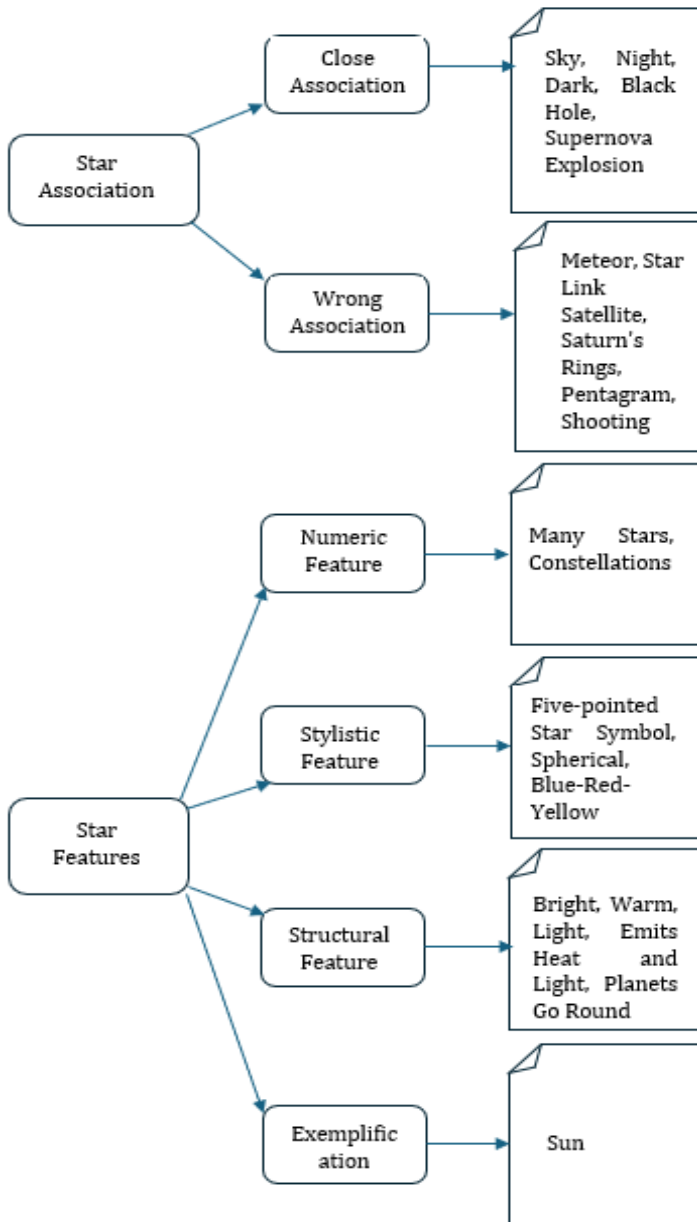 Close
Association
Sky, Night,
Dark, Black
Hole,
Supernova
Explosion
Star
Association
Wrong
Association
Meteor, Star
Link
Satellite,
Saturn's
Rings,
Pentagram,
Shooting
Numeric
Feature
Many Stars,
Constellations
Stylistic
Feature
Five-pointed
Star Symbol,
Spherical,
Blue-Red-
Yellow
Star
Features
Structural
Feature
Bright, Warm,
Light, Emits
Heat and
Light, Planets
Go Round
Exemplific
ation
Sun